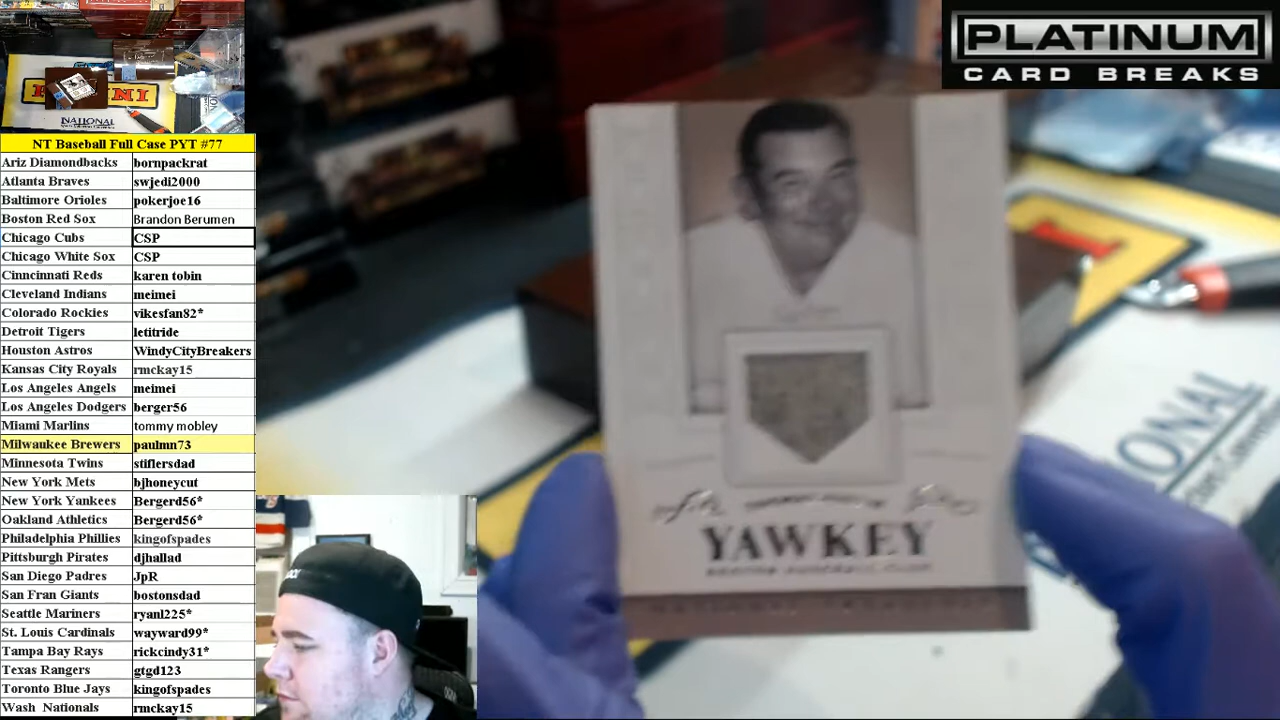 PLATINUM
CARD BREAKS
NATIONAL
NT Baseball Full Case PYT #77
Ariz Diamondbacks bornpackrat
Atlanta Braves swjedi2000
Baltimore Orioles pokerjoe16
Boston Red Sox Brandon Berumen
Chicago Cubs CSP
Chicago White Sox CSP
Cinncinnati Reds karen tobin
Cleveland Indians meimei
Colorado Rockies vikesfan82*
Detroit Tigers letitride
Houston Astros WindyCityBreakers
Kansas City Royals rmckay15
Los Angeles Angels meimei
Los Angeles Dodgers berger56
Miami Marlins tommy mobley
Milwaukee Brewers paulmn73
Minnesota Twins stiflersdad
New York Mets bjhoneycut
New York Yankees Bergerd56*
Oakland Athletics Bergerd56*
Philadelphia Phillies kingofspades
Pittsburgh Pirates djhallad
San Diego Padres JpR
San Fran Giants bostonsdad
Seattle Mariners ryanl225*
St. Louis Cardinals wayward99*
Tampa Bay Rays rickcindy31*
Texas Rangers gtgd123
Toronto Blue Jays kingofspades
Wash Nationals rmckay15
YAWKEY
ONAL